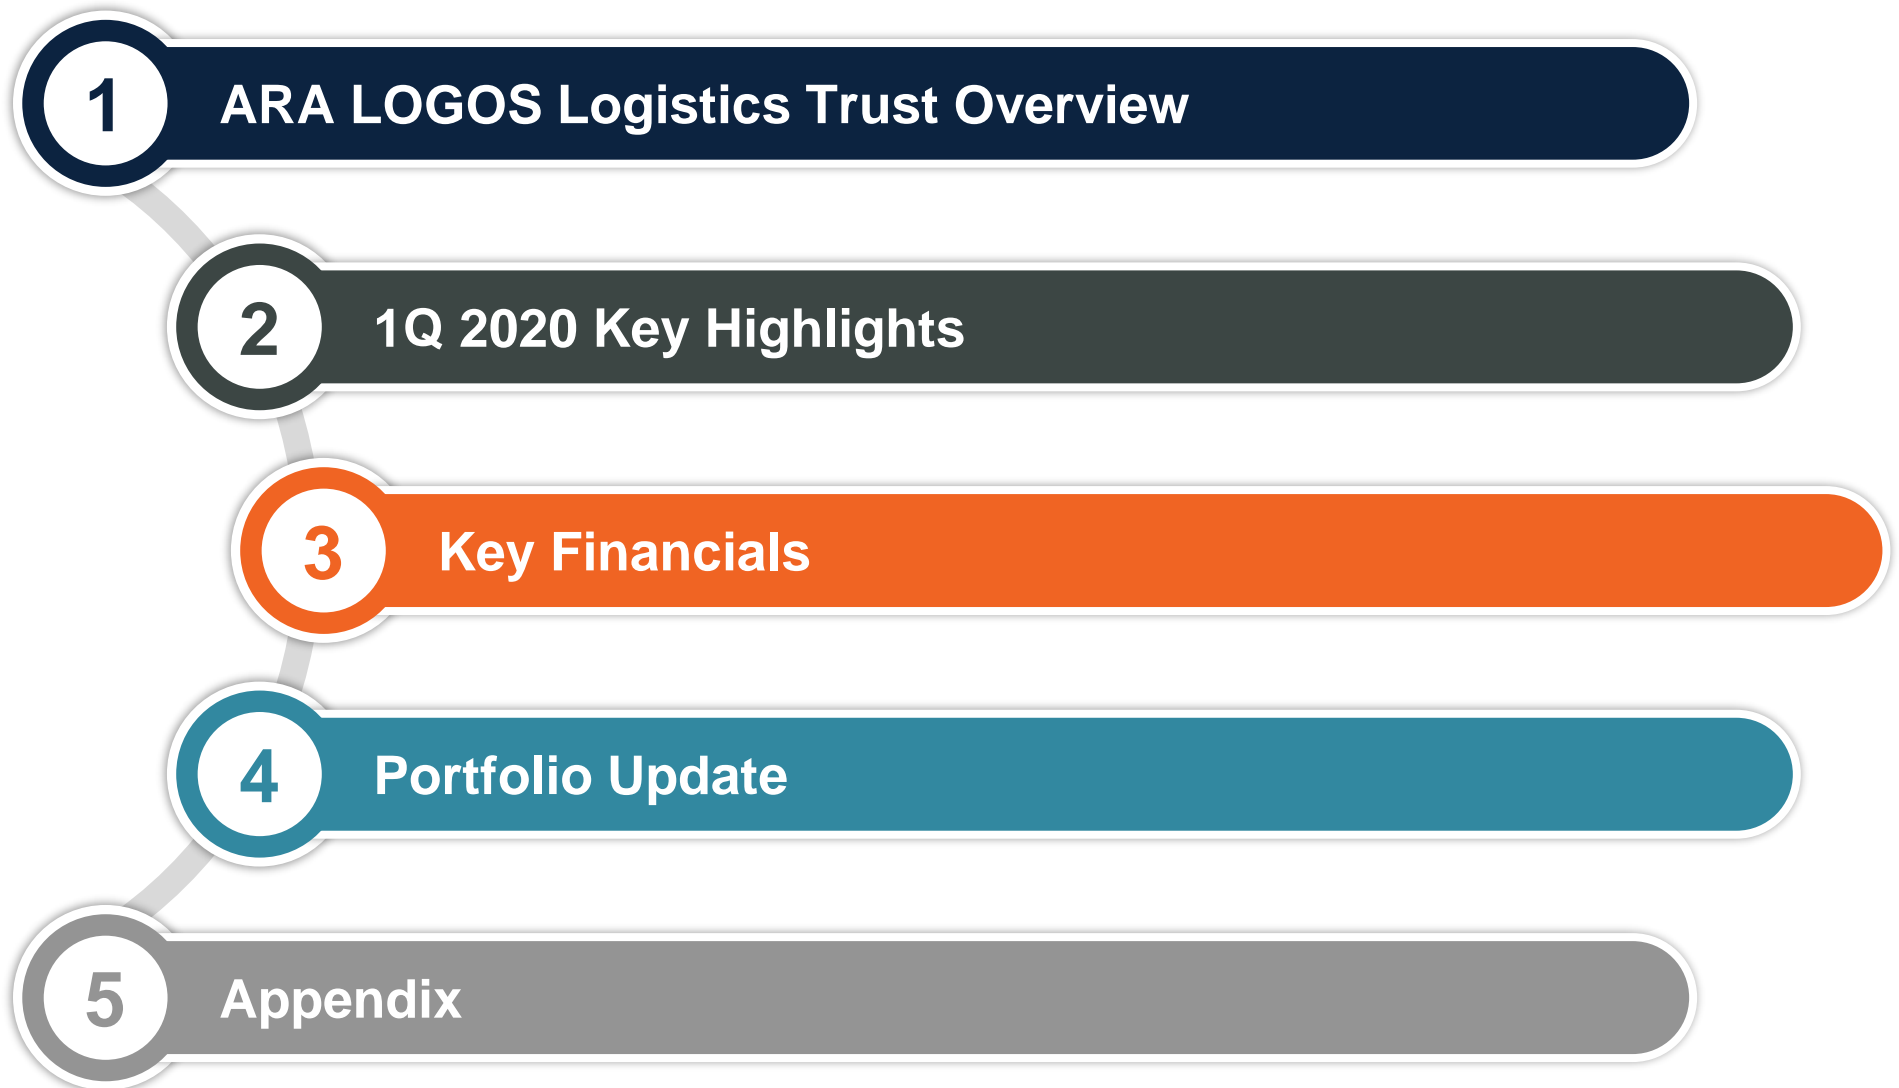 1 ARA LOGOS Logistics Trust Overview
2 1Q 2020 Key Highlights
3 Key Financials
4 Portfolio Update
5 Appendix